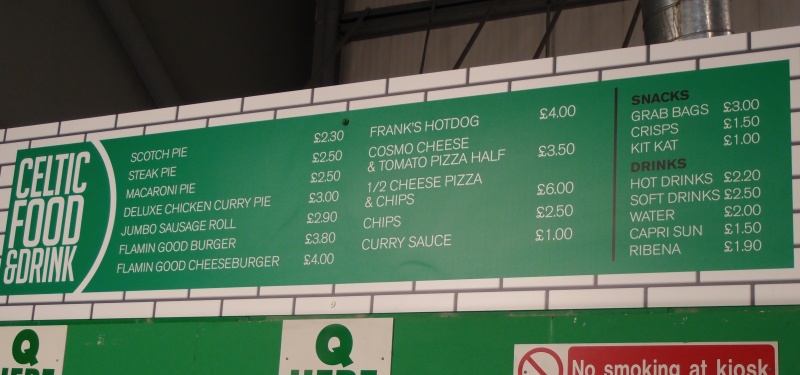 CELTIC
FOOD
&DRINK
SCOTCH PIE £2.30
STEAK PIE £2.50
MACARONI PIE £2.50
DELUXE CHICKEN CURRY PIE £3.00
JUMBO SAUSAGE ROLL £2.90
FLAMIN GOOD BURGER £3.80
FLAMIN GOOD CHEESEBURGER £4.00
FRANK'S HOTDOG £4.00
COSMO CHEESE
& TOMATO PIZZA HALF £3.50
1/2 CHEESE PIZZA
& CHIPS £6.00
CHIPS £2.50
CURRY SAUCE £1.00
SNACKS
GRAB BAGS £3.00
CRISPS £1.50
KIT KAT £1.00
DRINKS
HOT DRINKS £2.20
SOFT DRINKS £2.50
WATER £2.00
CAPRI SUN £1.50
RIBENA £1.90
9
Q
HERE
Q
HERE
No smoking at kiosk